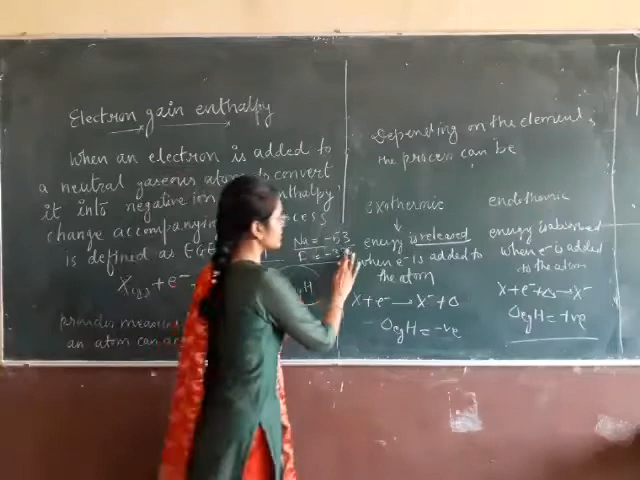 Electron gain enthalpy
When an electron is added to
a neutral gaseous atom to convert
it into negative ion enthalpy
change accompanying process
is defined as EGE
X(g) + e⁻
provides measure
an atom can
Na = -53
F = -328
H
Depending on the element,
the process can be
exothermic
↓
energy is released
when e⁻ is added to
the atom
X + e⁻ → X⁻ + Δ
ΔegH = -ve
endothermic
energy is absorbed
when e⁻ is added
to the atom
X + e⁻ + Δ → X⁻
ΔegH = +ve